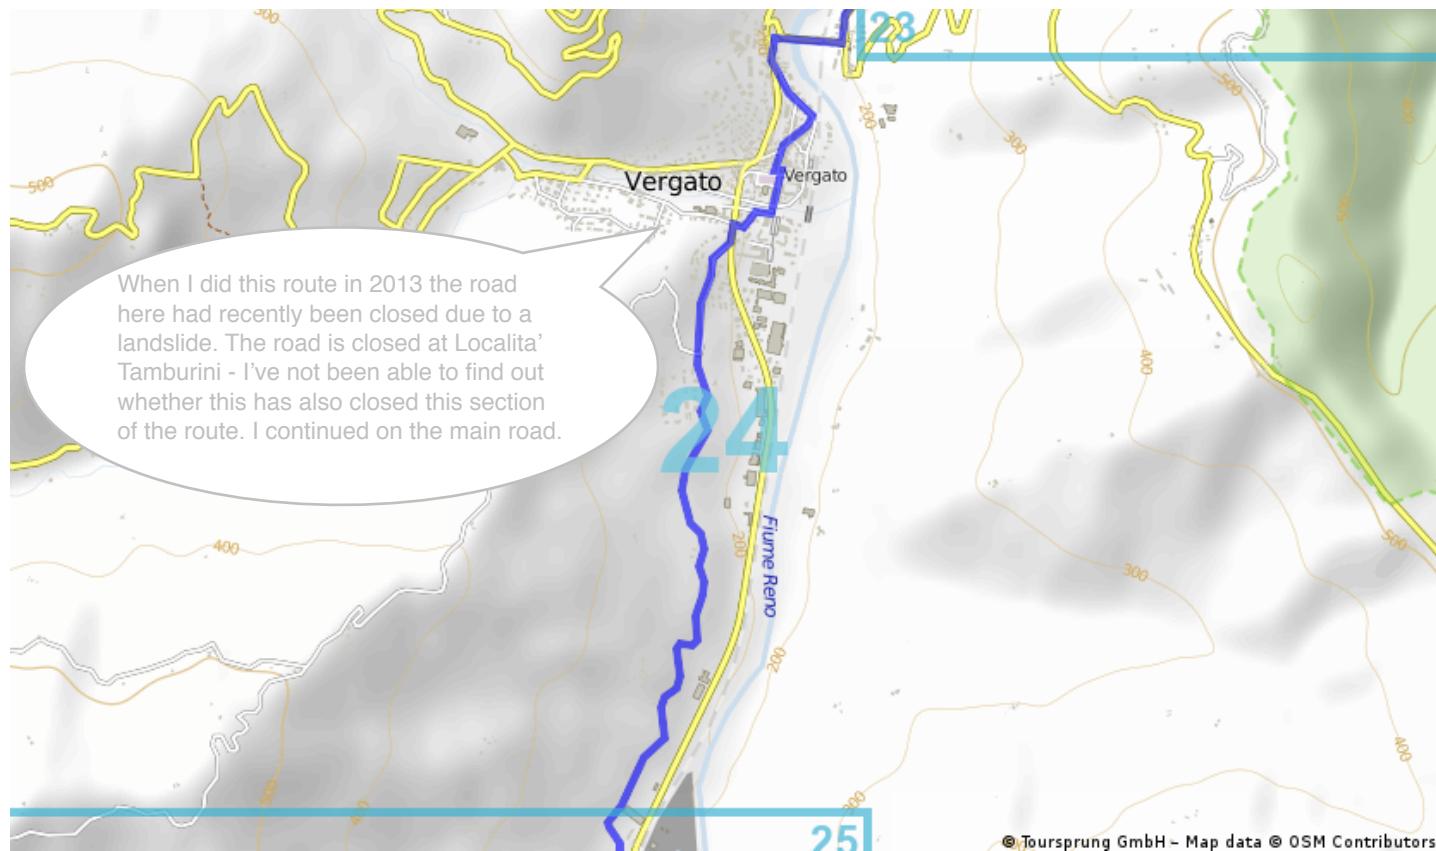 300
23
200
500
200
300
400
500
Vergato
Vergato
When I did this route in 2013 the road
here had recently been closed due to a
landslide. The road is closed at Localita’
Tamburini - I’ve not been able to find out
whether this has also closed this section
of the route. I continued on the main road.
400
24
Fiume Reno
200
400
500
300
200
400
25
© Toursprung GmbH – Map data © OSM Contributors